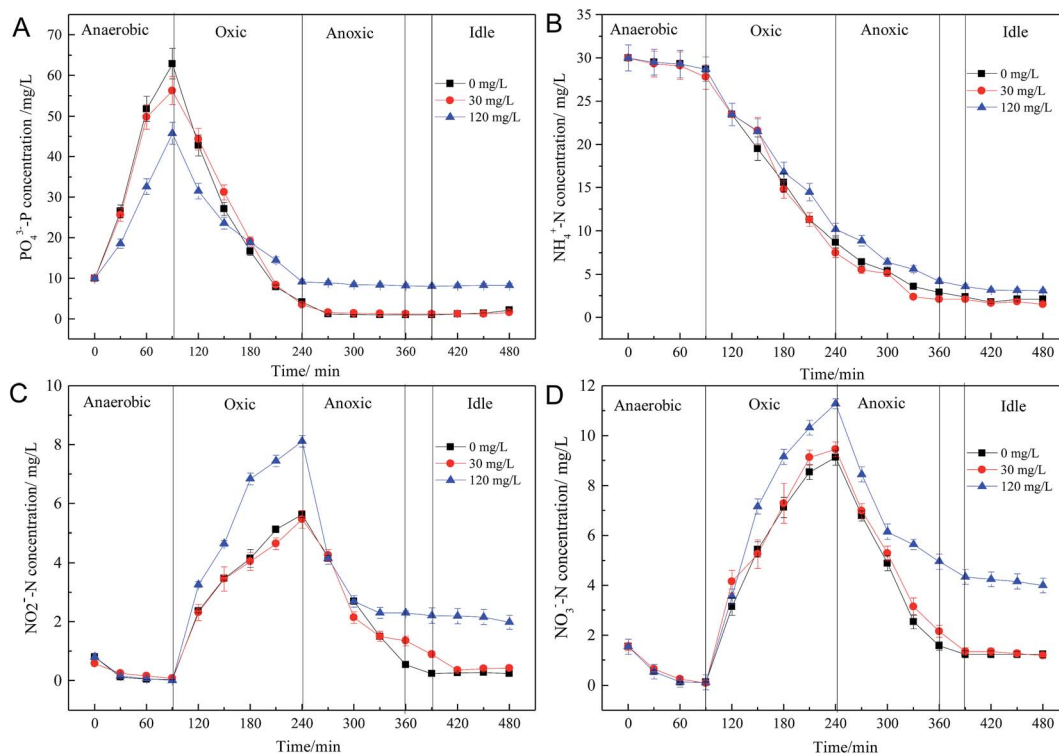 A
Anaerobic Oxic Anoxic Idle
70
60
50
40
30
20
10
0
PO₄³⁻-P concentration /mg/L
0 mg/L
30 mg/L
120 mg/L
0 60 120 180 240 300 360 420 480
Time/ min
B
Anaerobic Oxic Anoxic Idle
35
30
25
20
15
10
5
0
NH₄⁺-N concentration/ mg/L
0 mg/L
30 mg/L
120 mg/L
0 60 120 180 240 300 360 420 480
Time/ min
C
Anaerobic Oxic Anoxic Idle
10
8
6
4
2
0
NO2⁻-N concentration/ mg/L
0 mg/L
30 mg/L
120 mg/L
0 60 120 180 240 300 360 420 480
Time/min
D
Anaerobic Oxic Anoxic Idle
12
10
8
6
4
2
0
NO₃⁻-N concentration/ mg/L
0 mg/L
30 mg/L
120 mg/L
0 60 120 180 240 300 360 420 480
Time/min